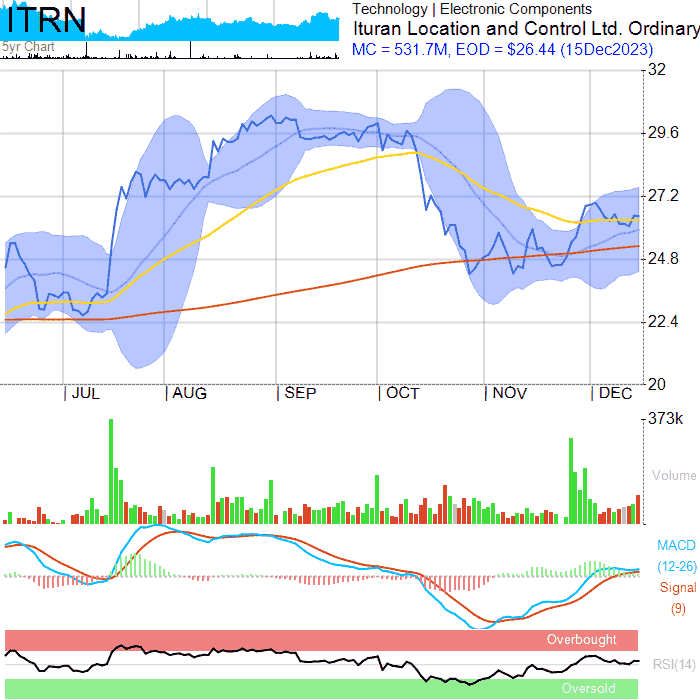 ITRN
5yr Chart
Technology | Electronic Components
Ituran Location and Control Ltd. Ordinary
MC = 531.7M, EOD = $26.44 (15Dec2023)
32
29.6
27.2
24.8
22.4
20
JUL AUG SEP OCT NOV DEC
373k
Volume
MACD
(12-26)
Signal
(9)
Overbought
RSI(14)
Oversold